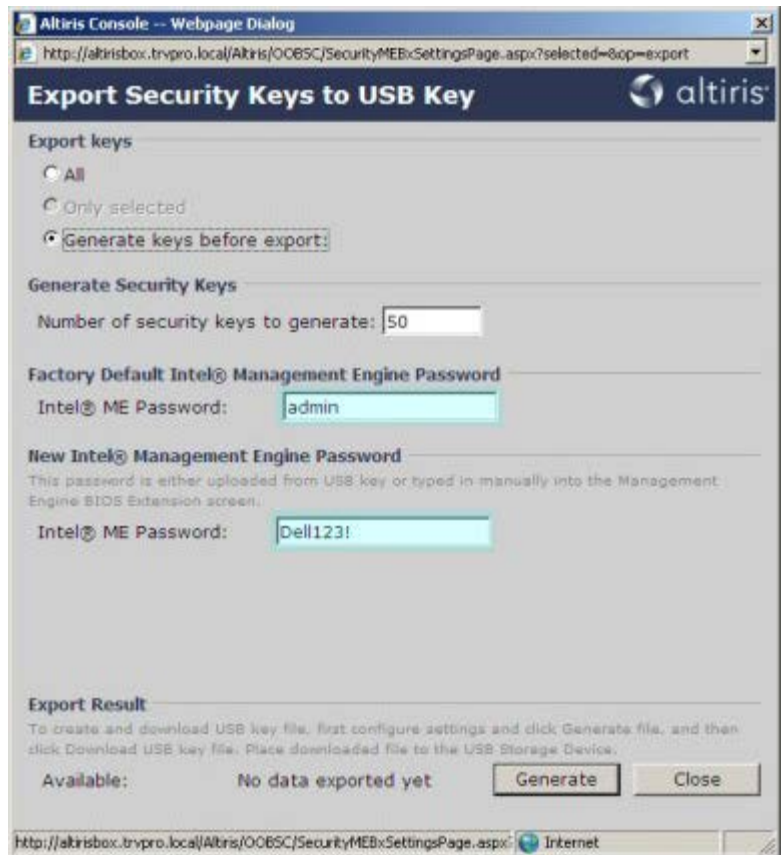 Altiris Console -- Webpage Dialog
http://altirisbox.trvpro.local/Altiris/OOBSC/SecurityMEBxSettingsPage.aspx?selected=&op=export
Export Security Keys to USB Key altiris
Export keys
All
Only selected
Generate keys before export:
Generate Security Keys
Number of security keys to generate: 50
Factory Default Intel® Management Engine Password
Intel® ME Password: admin
New Intel® Management Engine Password
This password is either uploaded from USB key or typed in manually into the Management
Engine BIOS Extension screen.
Intel® ME Password: Dell123!
Export Result
To create and download USB key file, first configure settings and click Generate file, and then
click Download USB key file. Place downloaded file to the USB Storage Device.
Available: No data exported yet Generate Close
http://altirisbox.trvpro.local/Altiris/OOBSC/SecurityMEBxSettingsPage.aspx Internet